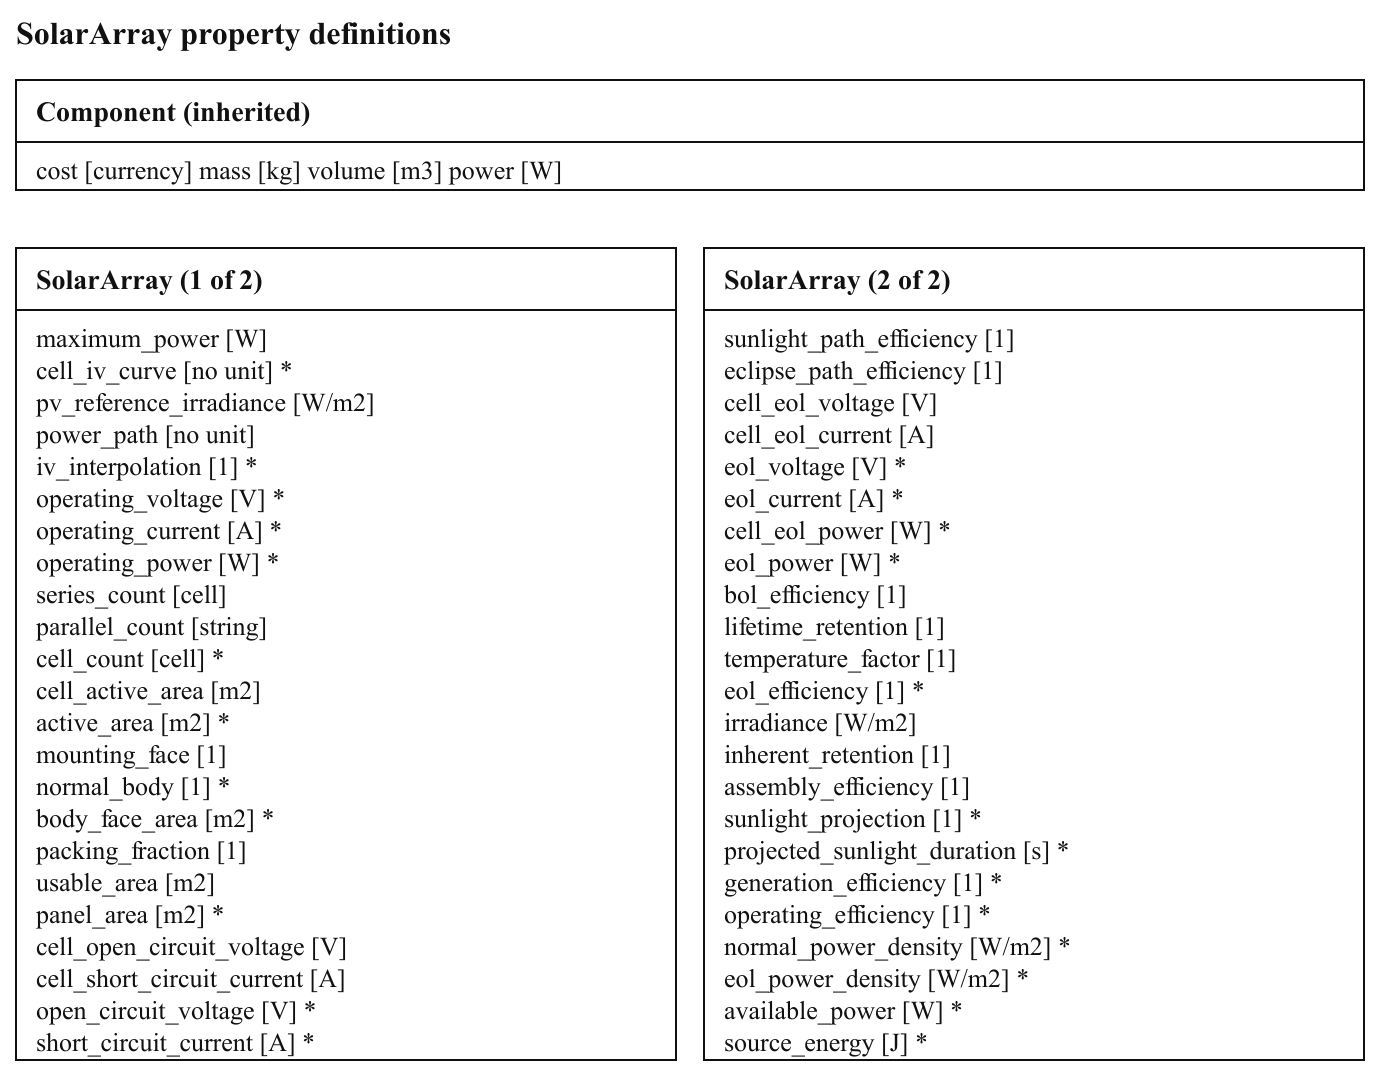 SolarArray property definitions
Component (inherited)
cost [currency] mass [kg] volume [m3] power [W]
SolarArray (1 of 2)
maximum_power [W]
cell_iv_curve [no unit] *
pv_reference_irradiance [W/m2]
power_path [no unit]
iv_interpolation [1] *
operating_voltage [V] *
operating_current [A] *
operating_power [W] *
series_count [cell]
parallel_count [string]
cell_count [cell] *
cell_active_area [m2]
active_area [m2] *
mounting_face [1]
normal_body [1] *
body_face_area [m2] *
packing_fraction [1]
usable_area [m2]
panel_area [m2] *
cell_open_circuit_voltage [V]
cell_short_circuit_current [A]
open_circuit_voltage [V] *
short_circuit_current [A] *
SolarArray (2 of 2)
sunlight_path_efficiency [1]
eclipse_path_efficiency [1]
cell_eol_voltage [V]
cell_eol_current [A]
eol_voltage [V] *
eol_current [A] *
cell_eol_power [W] *
eol_power [W] *
bol_efficiency [1]
lifetime_retention [1]
temperature_factor [1]
eol_efficiency [1] *
irradiance [W/m2]
inherent_retention [1]
assembly_efficiency [1]
sunlight_projection [1] *
projected_sunlight_duration [s] *
generation_efficiency [1] *
operating_efficiency [1] *
normal_power_density [W/m2] *
eol_power_density [W/m2] *
available_power [W] *
source_energy [J] *